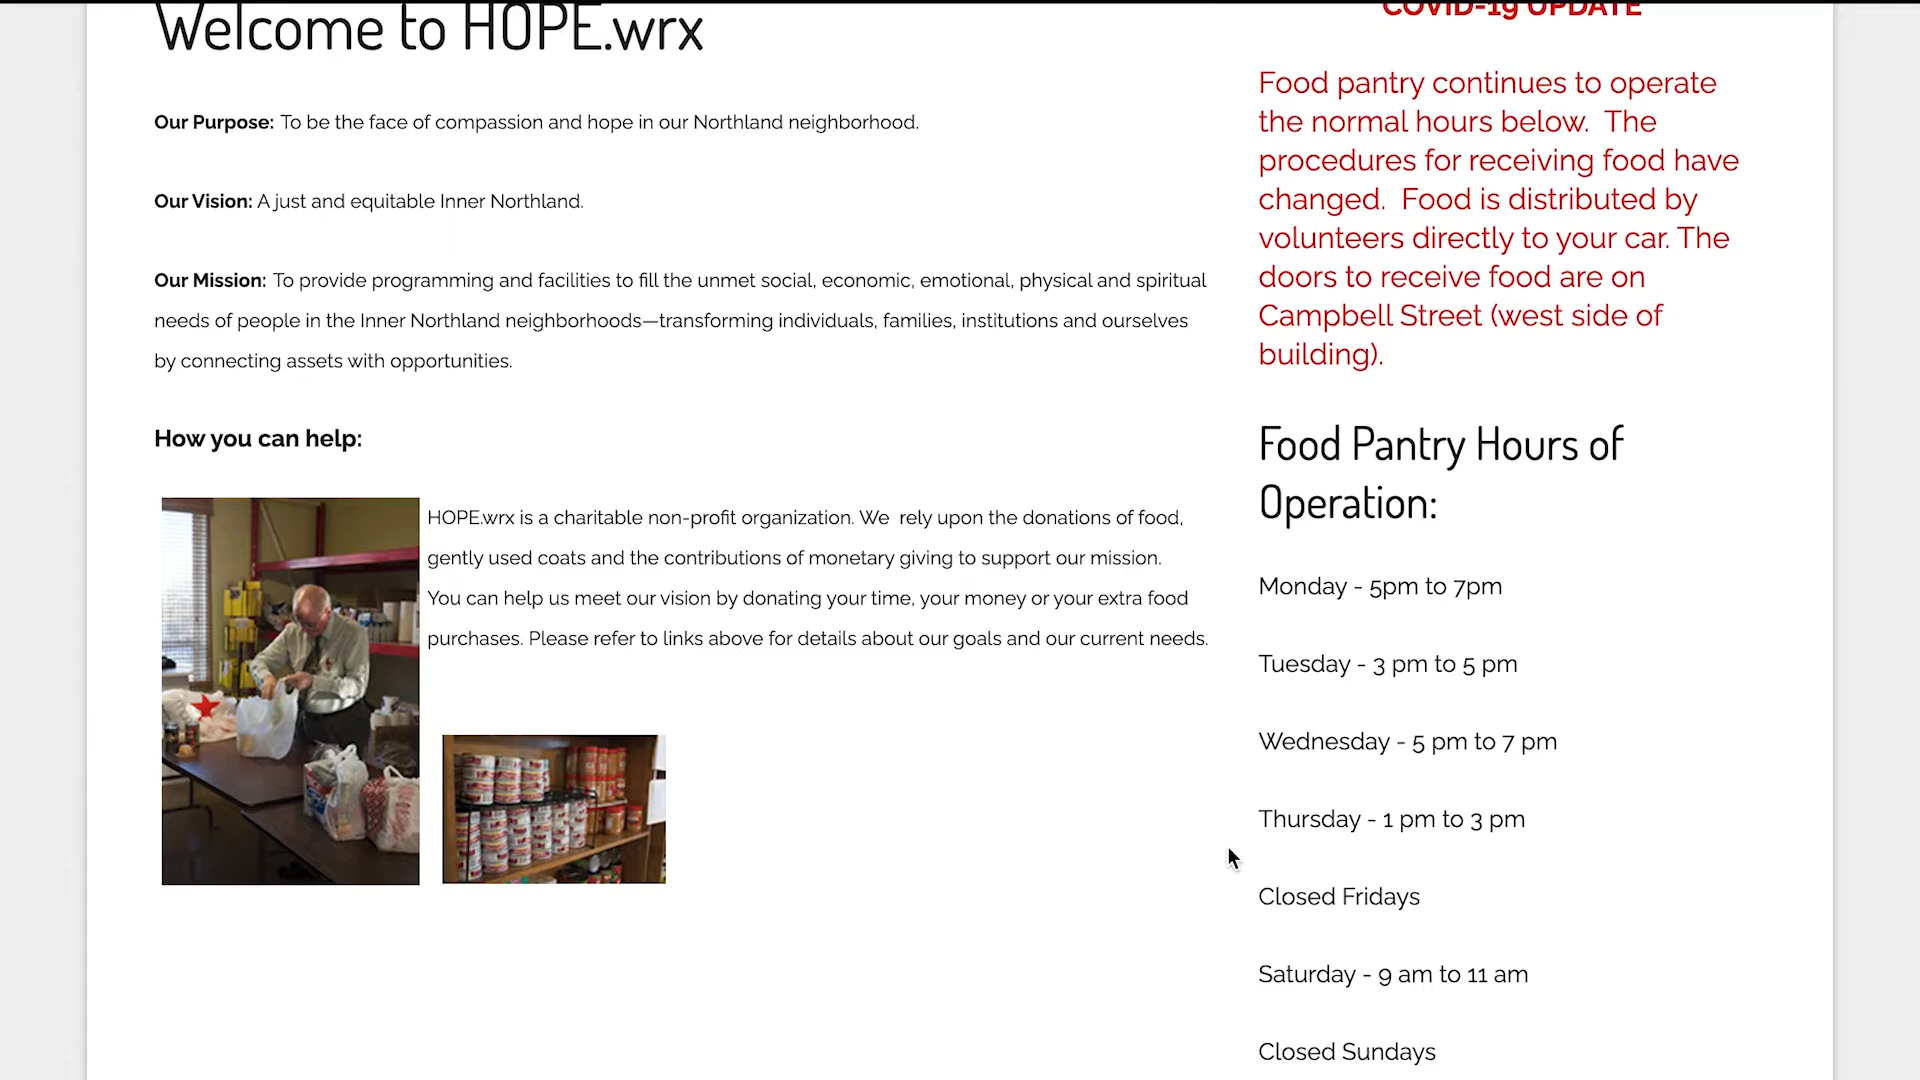 Welcome to HOPE.wrx
Our Purpose: To be the face of compassion and hope in our Northland neighborhood.
Our Vision: A just and equitable Inner Northland.
Our Mission: To provide programming and facilities to fill the unmet social, economic, emotional, physical and spiritual
needs of people in the Inner Northland neighborhoods—transforming individuals, families, institutions and ourselves
by connecting assets with opportunities.
How you can help:
HOPE.wrx is a charitable non-profit organization. We  rely upon the donations of food,
gently used coats and the contributions of monetary giving to support our mission.
You can help us meet our vision by donating your time, your money or your extra food
purchases. Please refer to links above for details about our goals and our current needs.
COVID-19 UPDATE
Food pantry continues to operate
the normal hours below.  The
procedures for receiving food have
changed.  Food is distributed by
volunteers directly to your car. The
doors to receive food are on
Campbell Street (west side of
building).
Food Pantry Hours of
Operation:
Monday - 5pm to 7pm
Tuesday - 3 pm to 5 pm
Wednesday - 5 pm to 7 pm
Thursday - 1 pm to 3 pm
Closed Fridays
Saturday - 9 am to 11 am
Closed Sundays